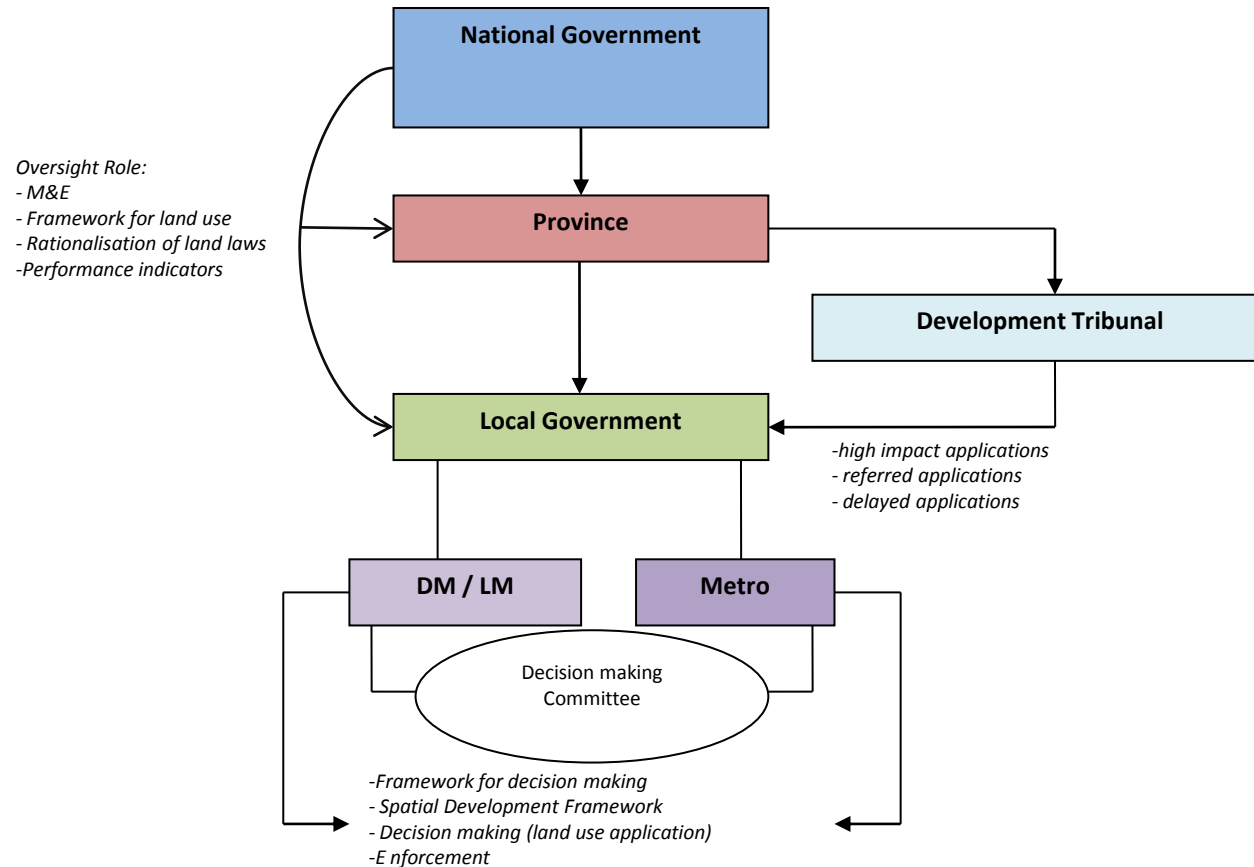 National Government
Oversight Role:
- M&E
- Framework for land use
- Rationalisation of land laws
-Performance indicators
Province
Development Tribunal
Local Government
-high impact applications
- referred applications
- delayed applications
DM / LM
Metro
Decision making
Committee
-Framework for decision making
- Spatial Development Framework
- Decision making (land use application)
-E nforcement